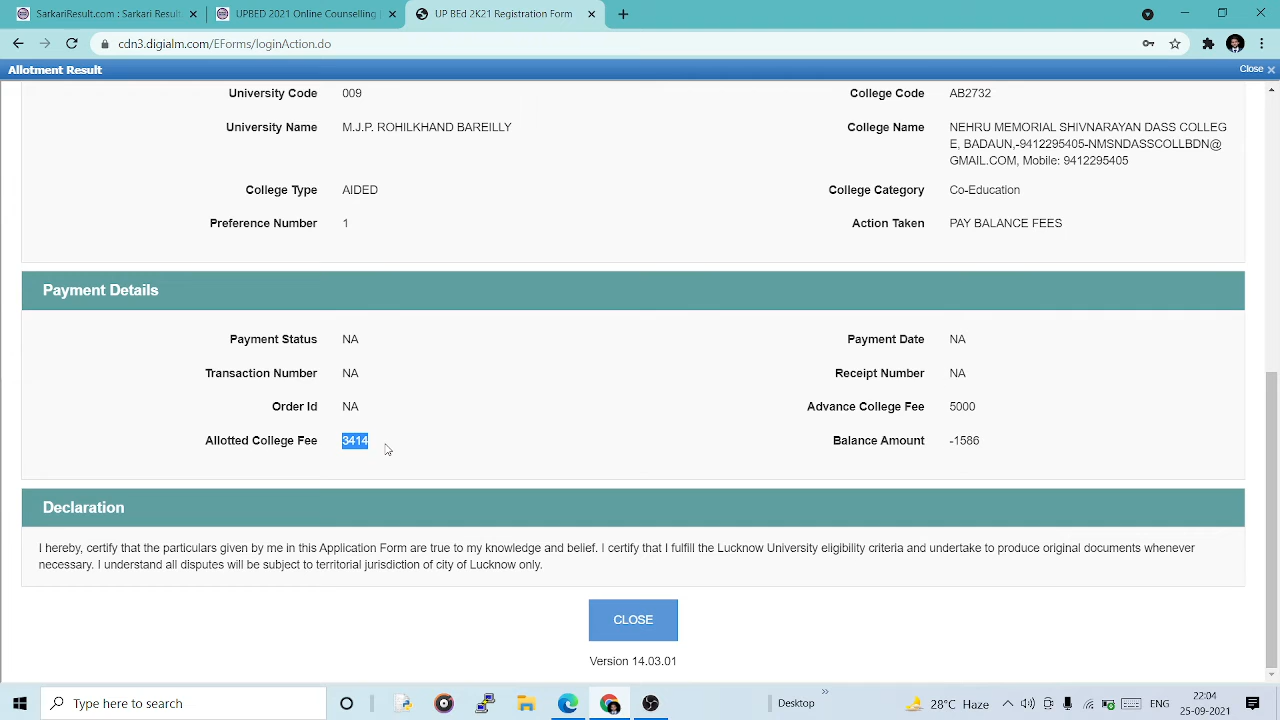 SarkariResult.com : Sarkari Resu
UPBED 2021 College Counselling
UP BEd 2K21 Registration Form
cdn3.digialm.com/EForms/loginAction.do
Allotment Result
Close
University Code 009
College Code AB2732
University Name M.J.P. ROHILKHAND BAREILLY
College Name NEHRU MEMORIAL SHIVNARAYAN DASS COLLEG
E, BADAUN,-9412295405-NMSNDASSCOLLBDN@
GMAIL.COM, Mobile: 9412295405
College Type AIDED
College Category Co-Education
Preference Number 1
Action Taken PAY BALANCE FEES
Payment Details
Payment Status NA
Payment Date NA
Transaction Number NA
Receipt Number NA
Order Id NA
Advance College Fee 5000
Allotted College Fee 3414
Balance Amount -1586
Declaration
I hereby, certify that the particulars given by me in this Application Form are true to my knowledge and belief. I certify that I fulfill the Lucknow University eligibility criteria and undertake to produce original documents whenever
necessary. I understand all disputes will be subject to territorial jurisdiction of city of Lucknow only.
CLOSE
Version 14.03.01
Type here to search
Desktop
28°C Haze
ENG
22:04
25-09-2021